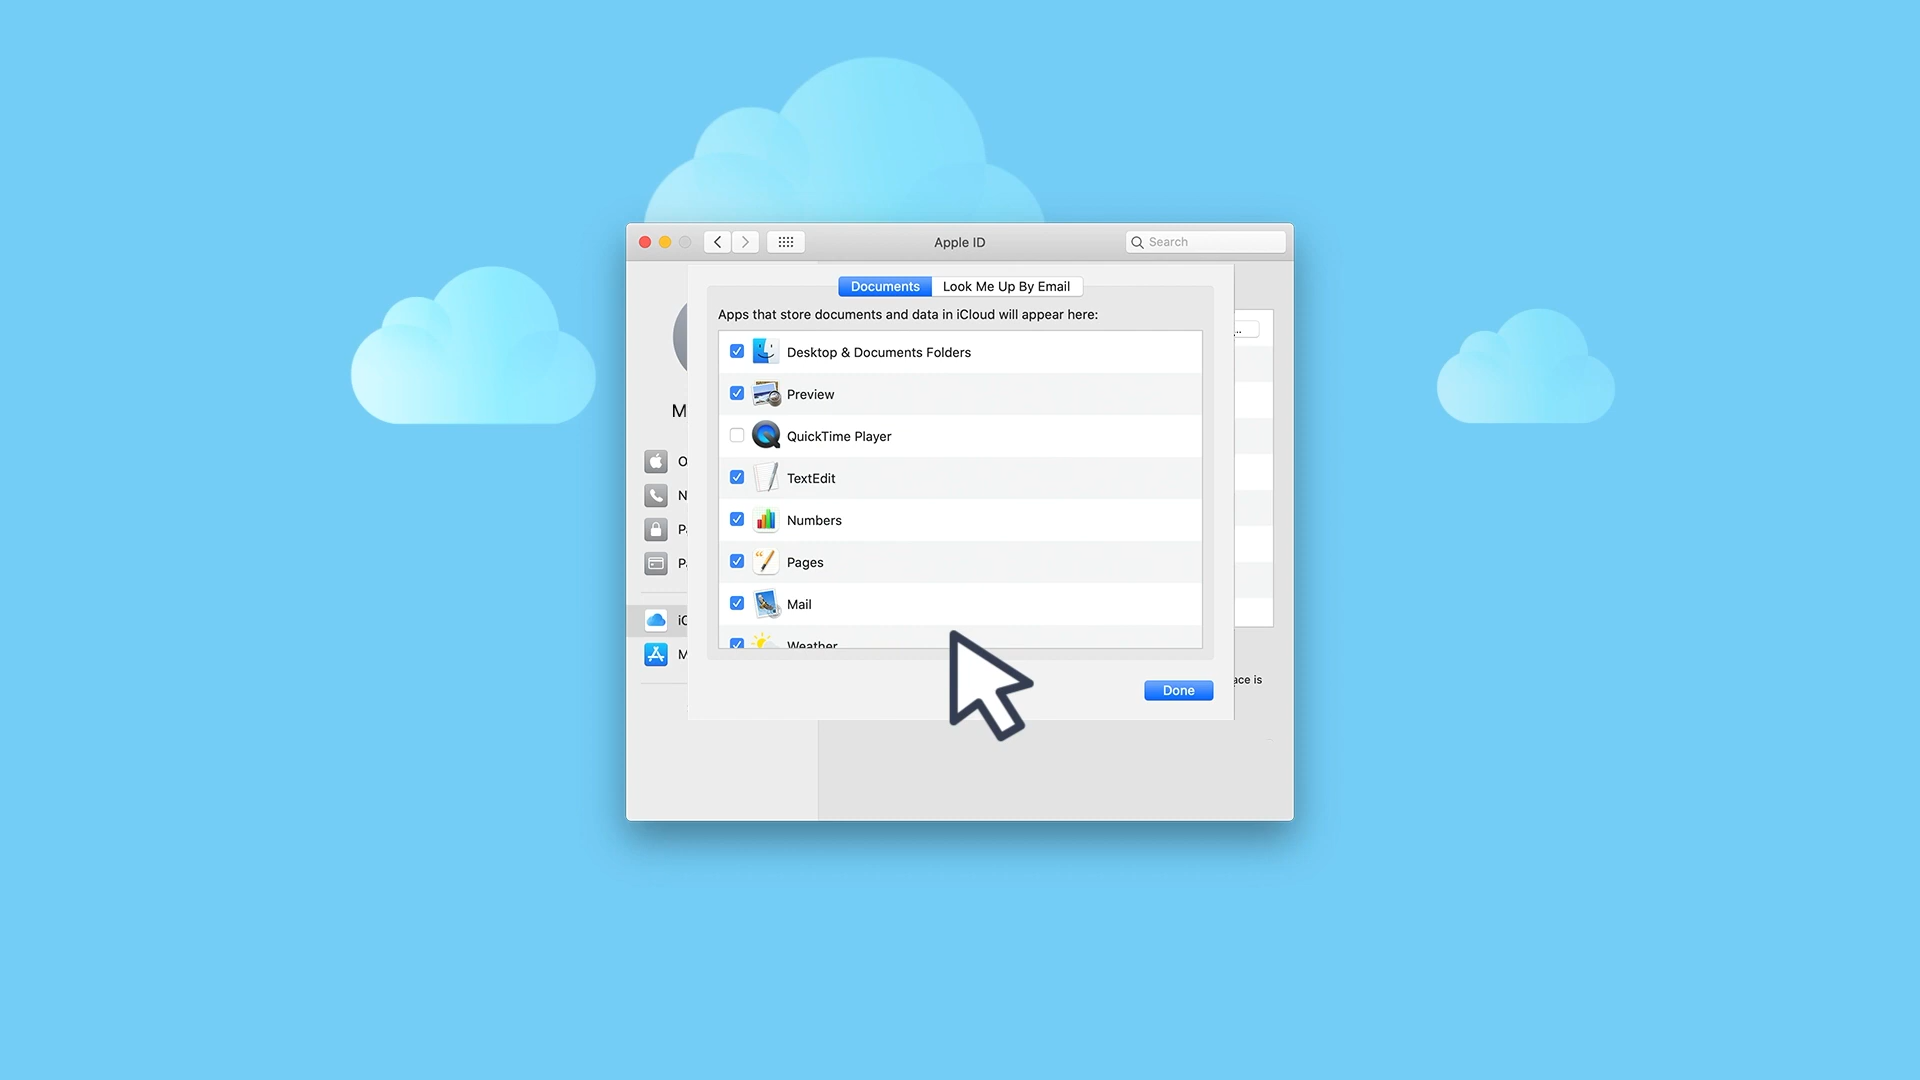 Apple ID
Search
Documents
Look Me Up By Email
Apps that store documents and data in iCloud will appear here:
Desktop & Documents Folders
Preview
QuickTime Player
TextEdit
Numbers
Pages
Mail
Weather
Done